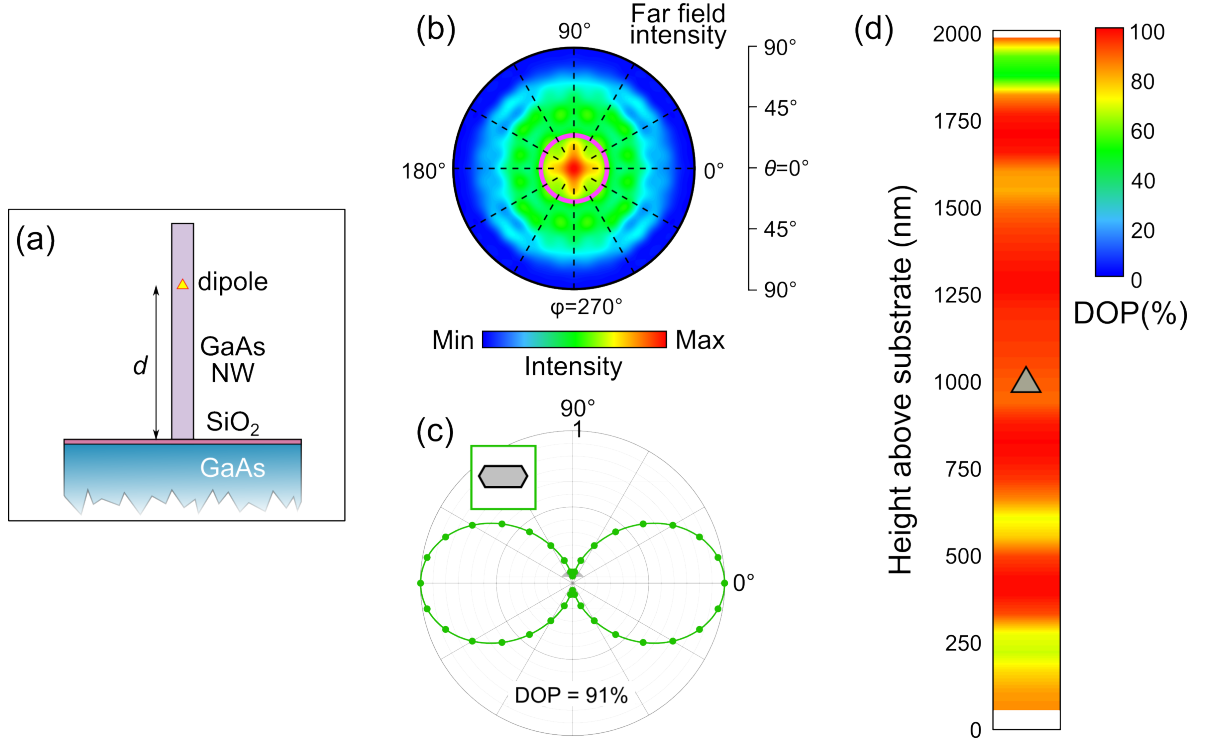 (a)
dipole
d
GaAs
NW
SiO₂
GaAs
(b)
Far field
intensity
90°
180°
0°
φ=270°
90°
45°
θ=0°
45°
90°
Min
Max
Intensity
(c)
90°
1
0°
DOP = 91%
(d)
Height above substrate (nm)
2000
1750
1500
1250
1000
750
500
250
0
100
80
60
40
20
0
DOP(%)